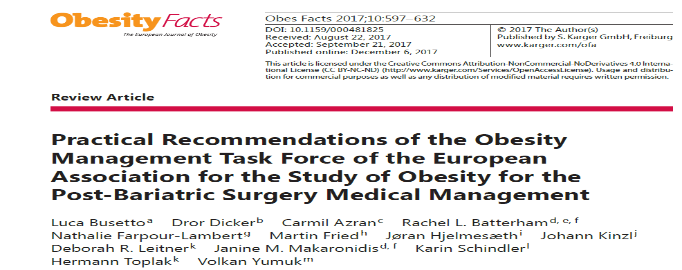 Obesity Facts
The European Journal of Obesity
Obes Facts 2017;10:597–632
DOI: 10.1159/000481825
Received: August 22, 2017
Accepted: September 21, 2017
Published online: December 6, 2017
© 2017 The Author(s)
Published by S. Karger GmbH, Freiburg
www.karger.com/ofa
This article is licensed under the Creative Commons Attribution-NonCommercial-NoDerivatives 4.0 Interna-
tional License (CC BY-NC-ND) (http://www.karger.com/Services/OpenAccessLicense). Usage and distribu-
tion for commercial purposes as well as any distribution of modified material requires written permission.
Review Article
Practical Recommendations of the Obesity
Management Task Force of the European
Association for the Study of Obesity for the
Post-Bariatric Surgery Medical Management
Luca Busetto a Dror Dicker b Carmil Azran c Rachel L. Batterham d, e, f
Nathalie Farpour-Lambert g Martin Fried h Jøran Hjelmesæth i Johann Kinzl j
Deborah R. Leitner k Janine M. Makaronidis d, f Karin Schindler l
Hermann Toplak k Volkan Yumuk m